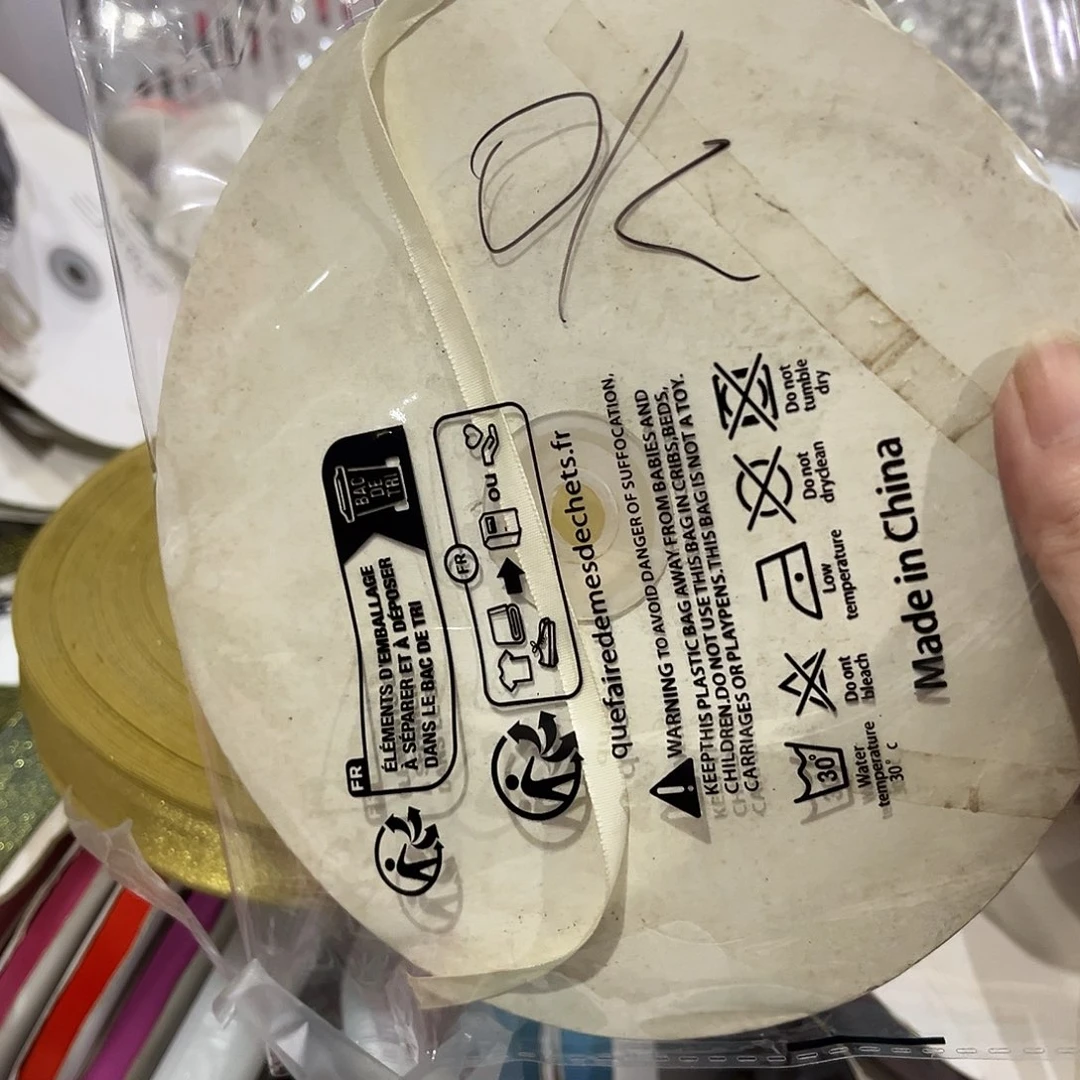 FR
ÉLÉMENTS D'EMBALLAGE
À SÉPARER ET À DÉPOSER
DANS LE BAC DE TRI
BAC
DE
TRI
FR
ou
quefairedemesdechets.fr
WARNING TO AVOID DANGER OF SUFFOCATION,
KEEP THIS PLASTIC BAG AWAY FROM BABIES AND
CHILDREN.DO NOT USE THIS BAG IN CRIBS,BEDS,
CARRIAGES OR PLAYPENS.THIS BAG IS NOT A TOY.
30°
Water
temperature
30° c
Do ont
bleach
Low
temperature
Do not
dryclean
Do not
tumble
dry
Made in China